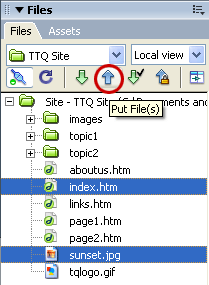 Files
Files
Assets
TTQ Site
Local view
Put File(s)
Site - TTQ Site
images
topic1
topic2
aboutus.htm
index.htm
links.htm
page1.htm
page2.htm
sunset.jpg
tqlogo.gif